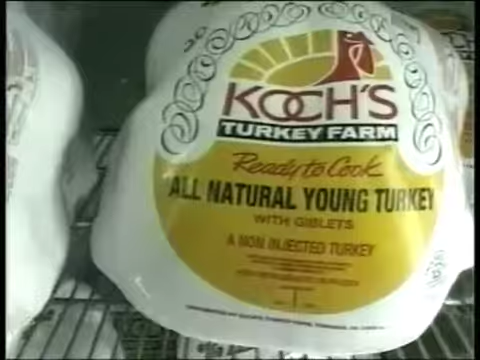 KOCH'S
TURKEY FARM
Ready to Cook
ALL NATURAL YOUNG TURKEY
WITH GIBLETS
A NON INJECTED TURKEY